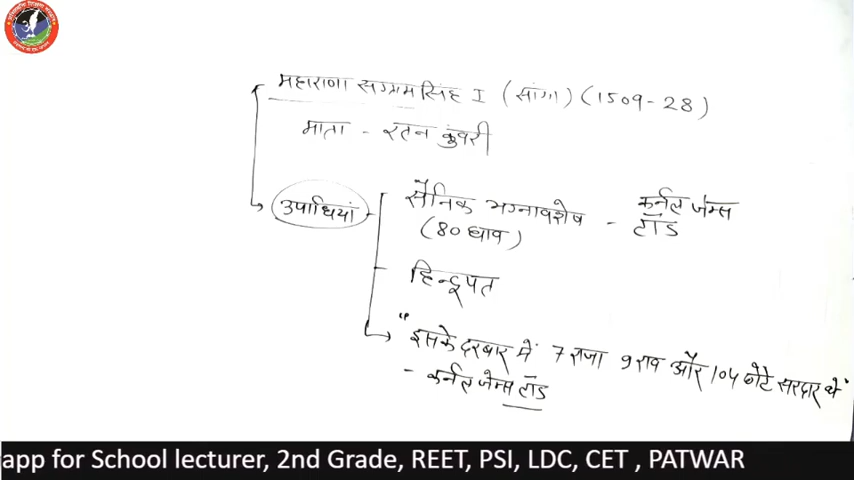 महाराणा सग्रामसिंह I (सांगा) (1509-28)
माता - रतन कुंवरी
उपाधियां
सैनिक भग्नावशेष - कर्नल जेम्स टॉड
(80 घाव)
हिन्दूपत
"इसके दरबार में 7 राजा 9 राव और 104 छोटे सरदार थे"
- कर्नल जेम्स टॉड
app for School lecturer, 2nd Grade, REET, PSI, LDC, CET , PATWAR